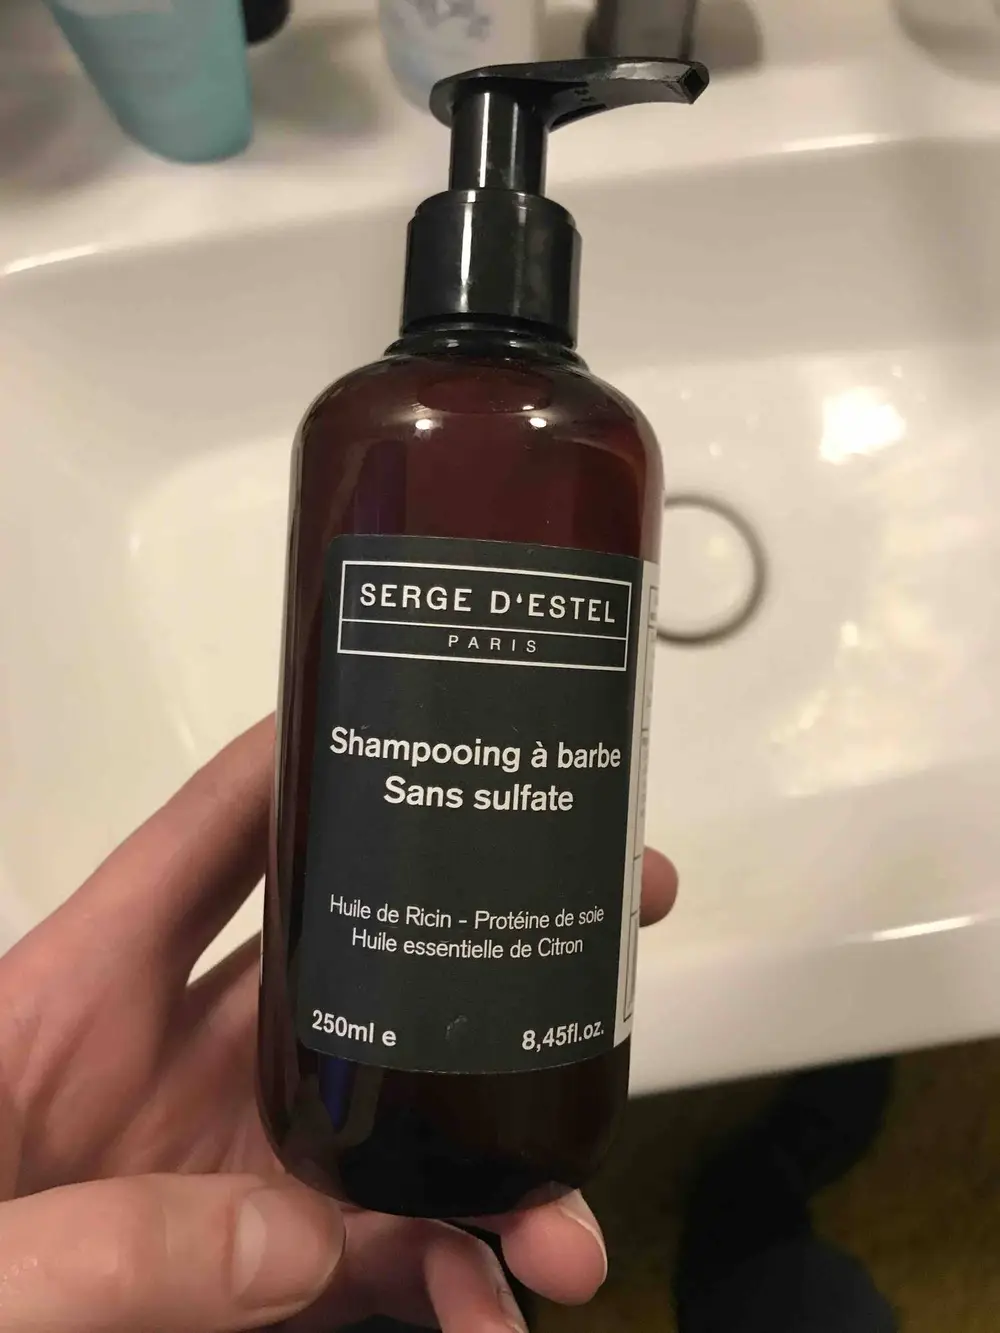 SERGE D'ESTEL
PARIS
Shampooing à barbe
Sans sulfate
Huile de Ricin - Protéine de soie
Huile essentielle de Citron
250ml e
8,45fl.oz.